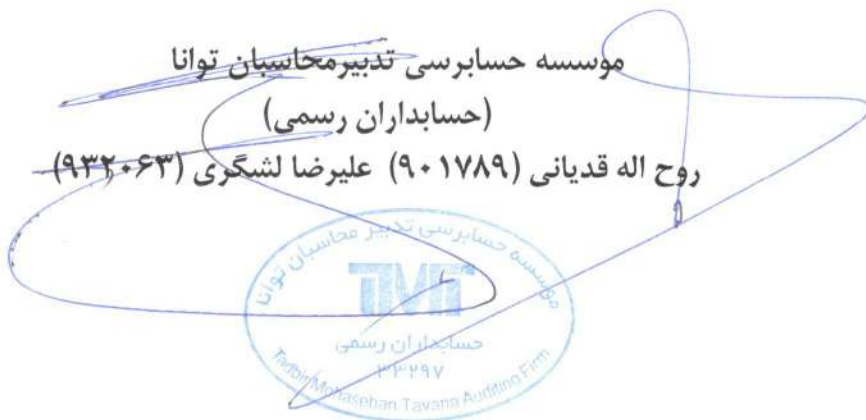 موسسه حسابرسی تدبیرمحاسبان توانا
(حسابداران رسمی)
روح اله قدیانی (۹۰۱۷۸۹) علیرضا لشگری (۹۳۲۰۶۳)
موسسه حسابرسی تدبیر محاسبان توانا
TMT
حسابداران رسمی
۳۳۲۹۷
Tadbir Mohaseban Tavana Auditing Firm